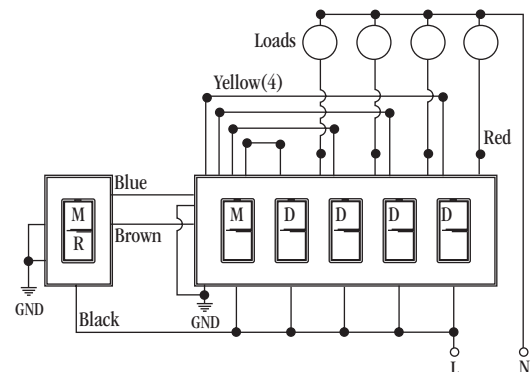 Loads
Yellow(4)
Red
Blue
M
R
Brown
M D D D D
GND
Black
GND
L N